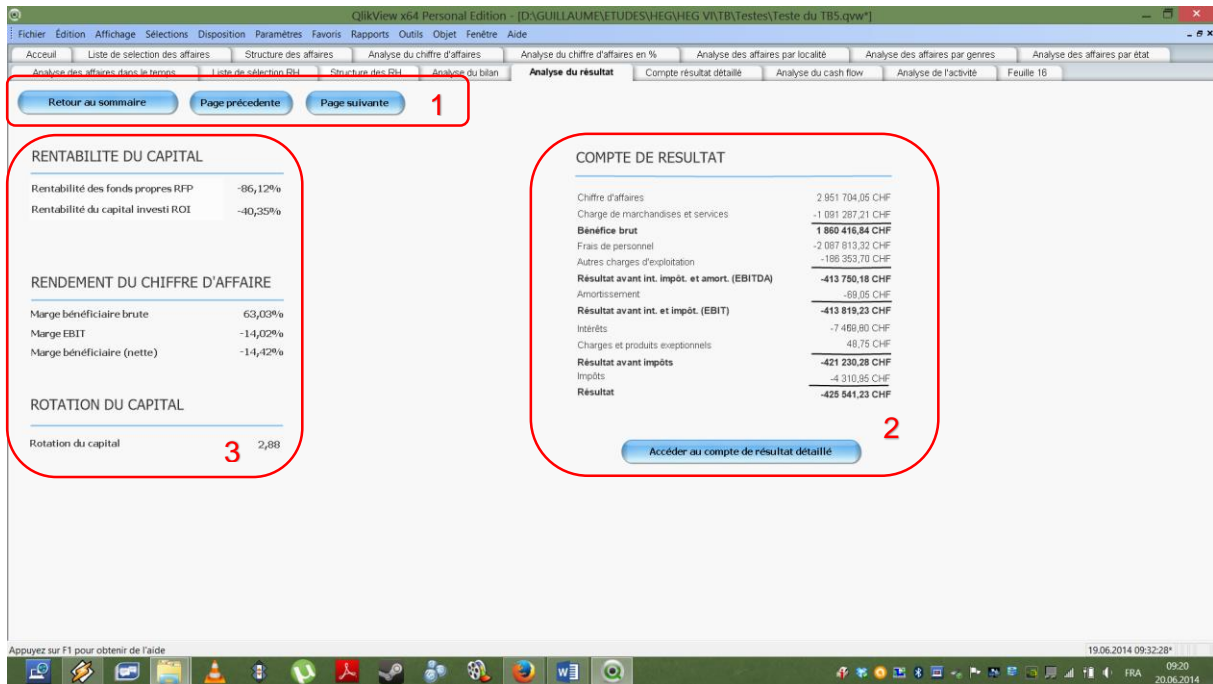 QlikView x64 Personal Edition - [D:\GUILLAUME\ETUDES\HEG\HEG VI\TB\Testes\Teste du TB5.qvw*]
Fichier Édition Affichage Sélections Disposition Paramètres Favoris Rapports Outils Objet Fenêtre Aide
Acceuil Liste de selection des affaires Structure des affaires Analyse du chiffre d'affaires Analyse du chiffre d'affaires en % Analyse des affaires par localité Analyse des affaires par genres Analyse des affaires par état
Analyse des affaires dans le temps Liste de sélection RH Structure des RH Analyse du bilan Analyse du résultat Compte résultat détaillé Analyse du cash flow Analyse de l'activité Feuille 16
Retour au sommaire Page précedente Page suivante 1
RENTABILITE DU CAPITAL
Rentabilité des fonds propres RFP -86,12%
Rentabilité du capital investi ROI -40,35%
RENDEMENT DU CHIFFRE D'AFFAIRE
Marge bénéficiaire brute 63,03%
Marge EBIT -14,02%
Marge bénéficiaire (nette) -14,42%
ROTATION DU CAPITAL
Rotation du capital 2,88
3
COMPTE DE RESULTAT
Chiffre d'affaires 2 951 704,05 CHF
Charge de marchandises et services -1 091 287,21 CHF
Bénéfice brut 1 860 416,84 CHF
Frais de personnel -2 087 813,32 CHF
Autres charges d'exploitation -186 353,70 CHF
Résultat avant int. impôt. et amort. (EBITDA) -413 750,18 CHF
Amortissement -69,05 CHF
Résultat avant int. et impôt. (EBIT) -413 819,23 CHF
Intérêts -7 459,80 CHF
Charges et produits exeptionnels 48,75 CHF
Résultat avant impôts -421 230,28 CHF
Impôts -4 310,95 CHF
Résultat -425 541,23 CHF
2
Accéder au compte de résultat détaillé
Appuyez sur F1 pour obtenir de l'aide 19.06.2014 09:32:28*
FRA 09:20
20.06.2014